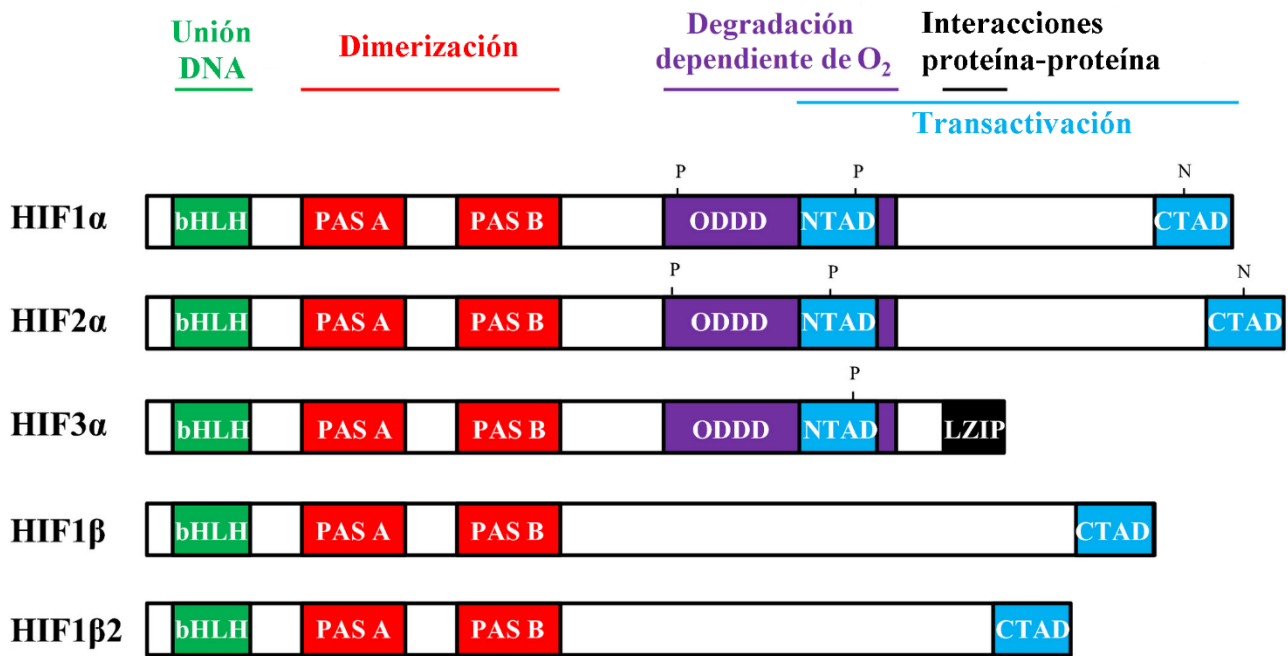 Unión
DNA
Dimerización
Degradación
dependiente de O₂
Interacciones
proteína-proteína
Transactivación
P P N
HIF1α bHLH PAS A PAS B ODDD NTAD CTAD
P P N
HIF2α bHLH PAS A PAS B ODDD NTAD CTAD
P
HIF3α bHLH PAS A PAS B ODDD NTAD LZIP
HIF1β bHLH PAS A PAS B CTAD
HIF1β2 bHLH PAS A PAS B CTAD